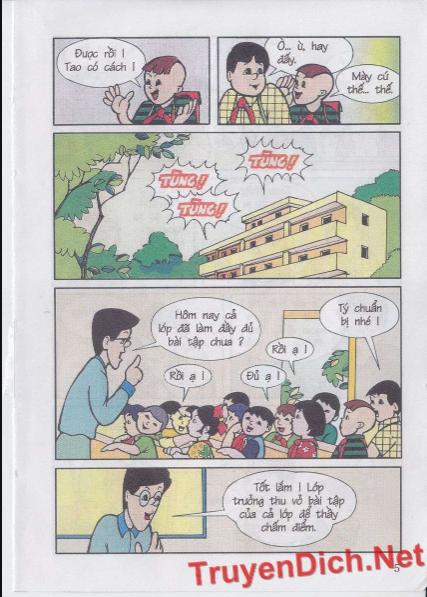 Được rồi !
Tao có cách !
Ò... ừ, hay
đấy.
Mày cứ
thế... thế.
TÙNG!
TÙNG!
TÙNG!
Hôm nay cả
lớp đã làm đầy đủ
bài tập chưa ?
Tý chuẩn
bị nhé !
Rồi ạ !
Rồi ạ !
Đủ ạ !
Tốt lắm ! Lớp
trưởng thu vở bài tập
của cả lớp để thầy
chấm điểm.
5
TruyenDich.Net